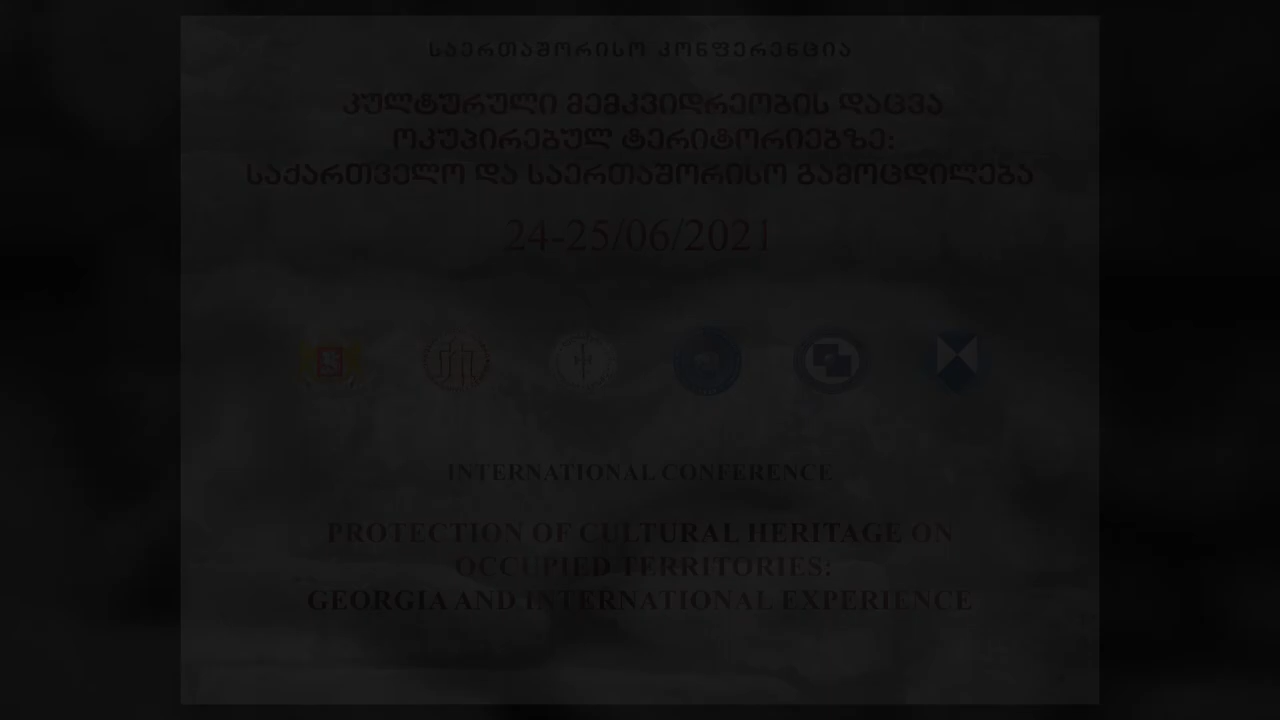 საერთაშორისო კონფერენცია
კულტურული მემკვიდრეობის დაცვა
ოკუპირებულ ტერიტორიებზე:
საქართველო და საერთაშორისო გამოცდილება
24-25/06/2021
INTERNATIONAL CONFERENCE
PROTECTION OF CULTURAL HERITAGE ON
OCCUPIED TERRITORIES:
GEORGIA AND INTERNATIONAL EXPERIENCE